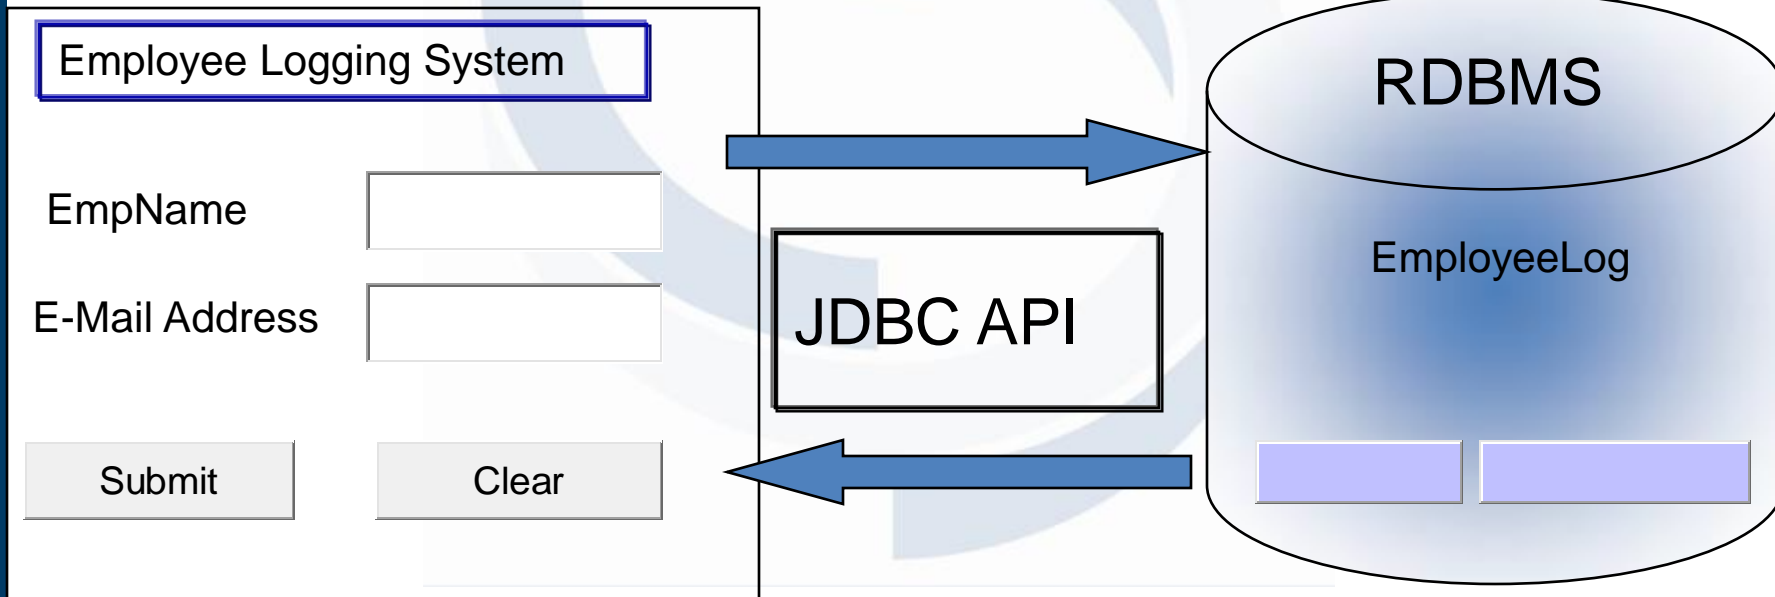 Employee Logging System
EmpName
E-Mail Address
Submit
Clear
JDBC API
RDBMS
EmployeeLog